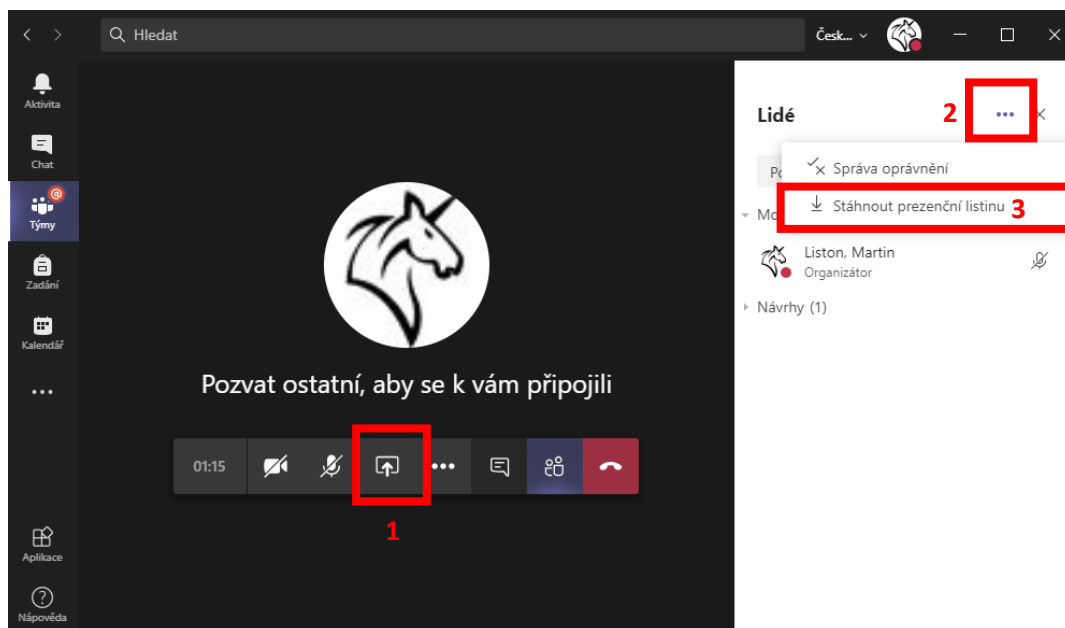 Hledat
Česk...
Aktivita
Chat
Týmy
Zadání
Kalendář
Aplikace
Nápověda
Pozvat ostatní, aby se k vám připojili
01:15
1
Lidé
2
Správa oprávnění
Stáhnout prezenční listinu 3
Liston, Martin
Organizátor
Návrhy (1)